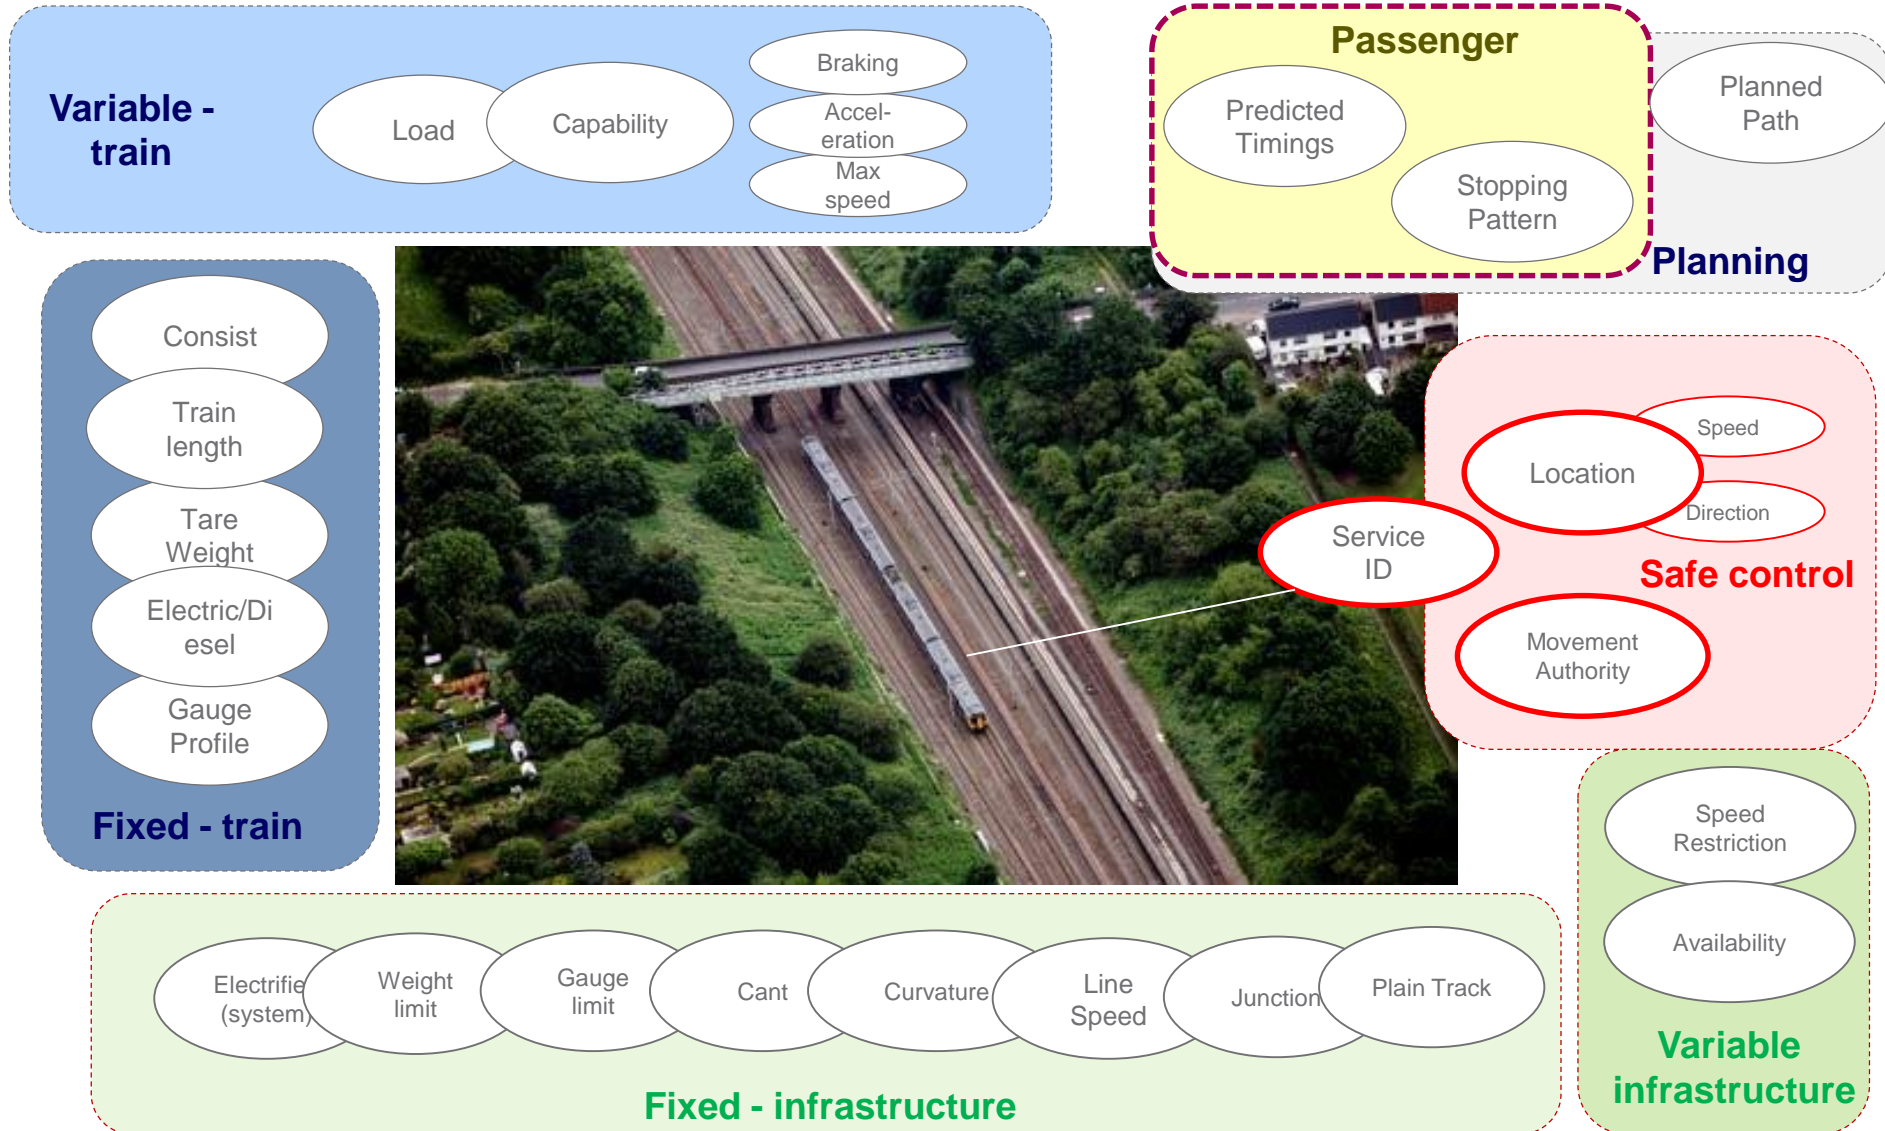 Variable -
train
Load
Capability
Braking
Accel-
eration
Max
speed
Passenger
Predicted
Timings
Stopping
Pattern
Planned
Path
Planning
Consist
Train
length
Tare
Weight
Electric/Di
esel
Gauge
Profile
Fixed - train
Speed
Location
Direction
Service
ID
Safe control
Movement
Authority
Speed
Restriction
Availability
Variable
infrastructure
Electrifie
(system)
Weight
limit
Gauge
limit
Cant
Curvature
Line
Speed
Junction
Plain Track
Fixed - infrastructure